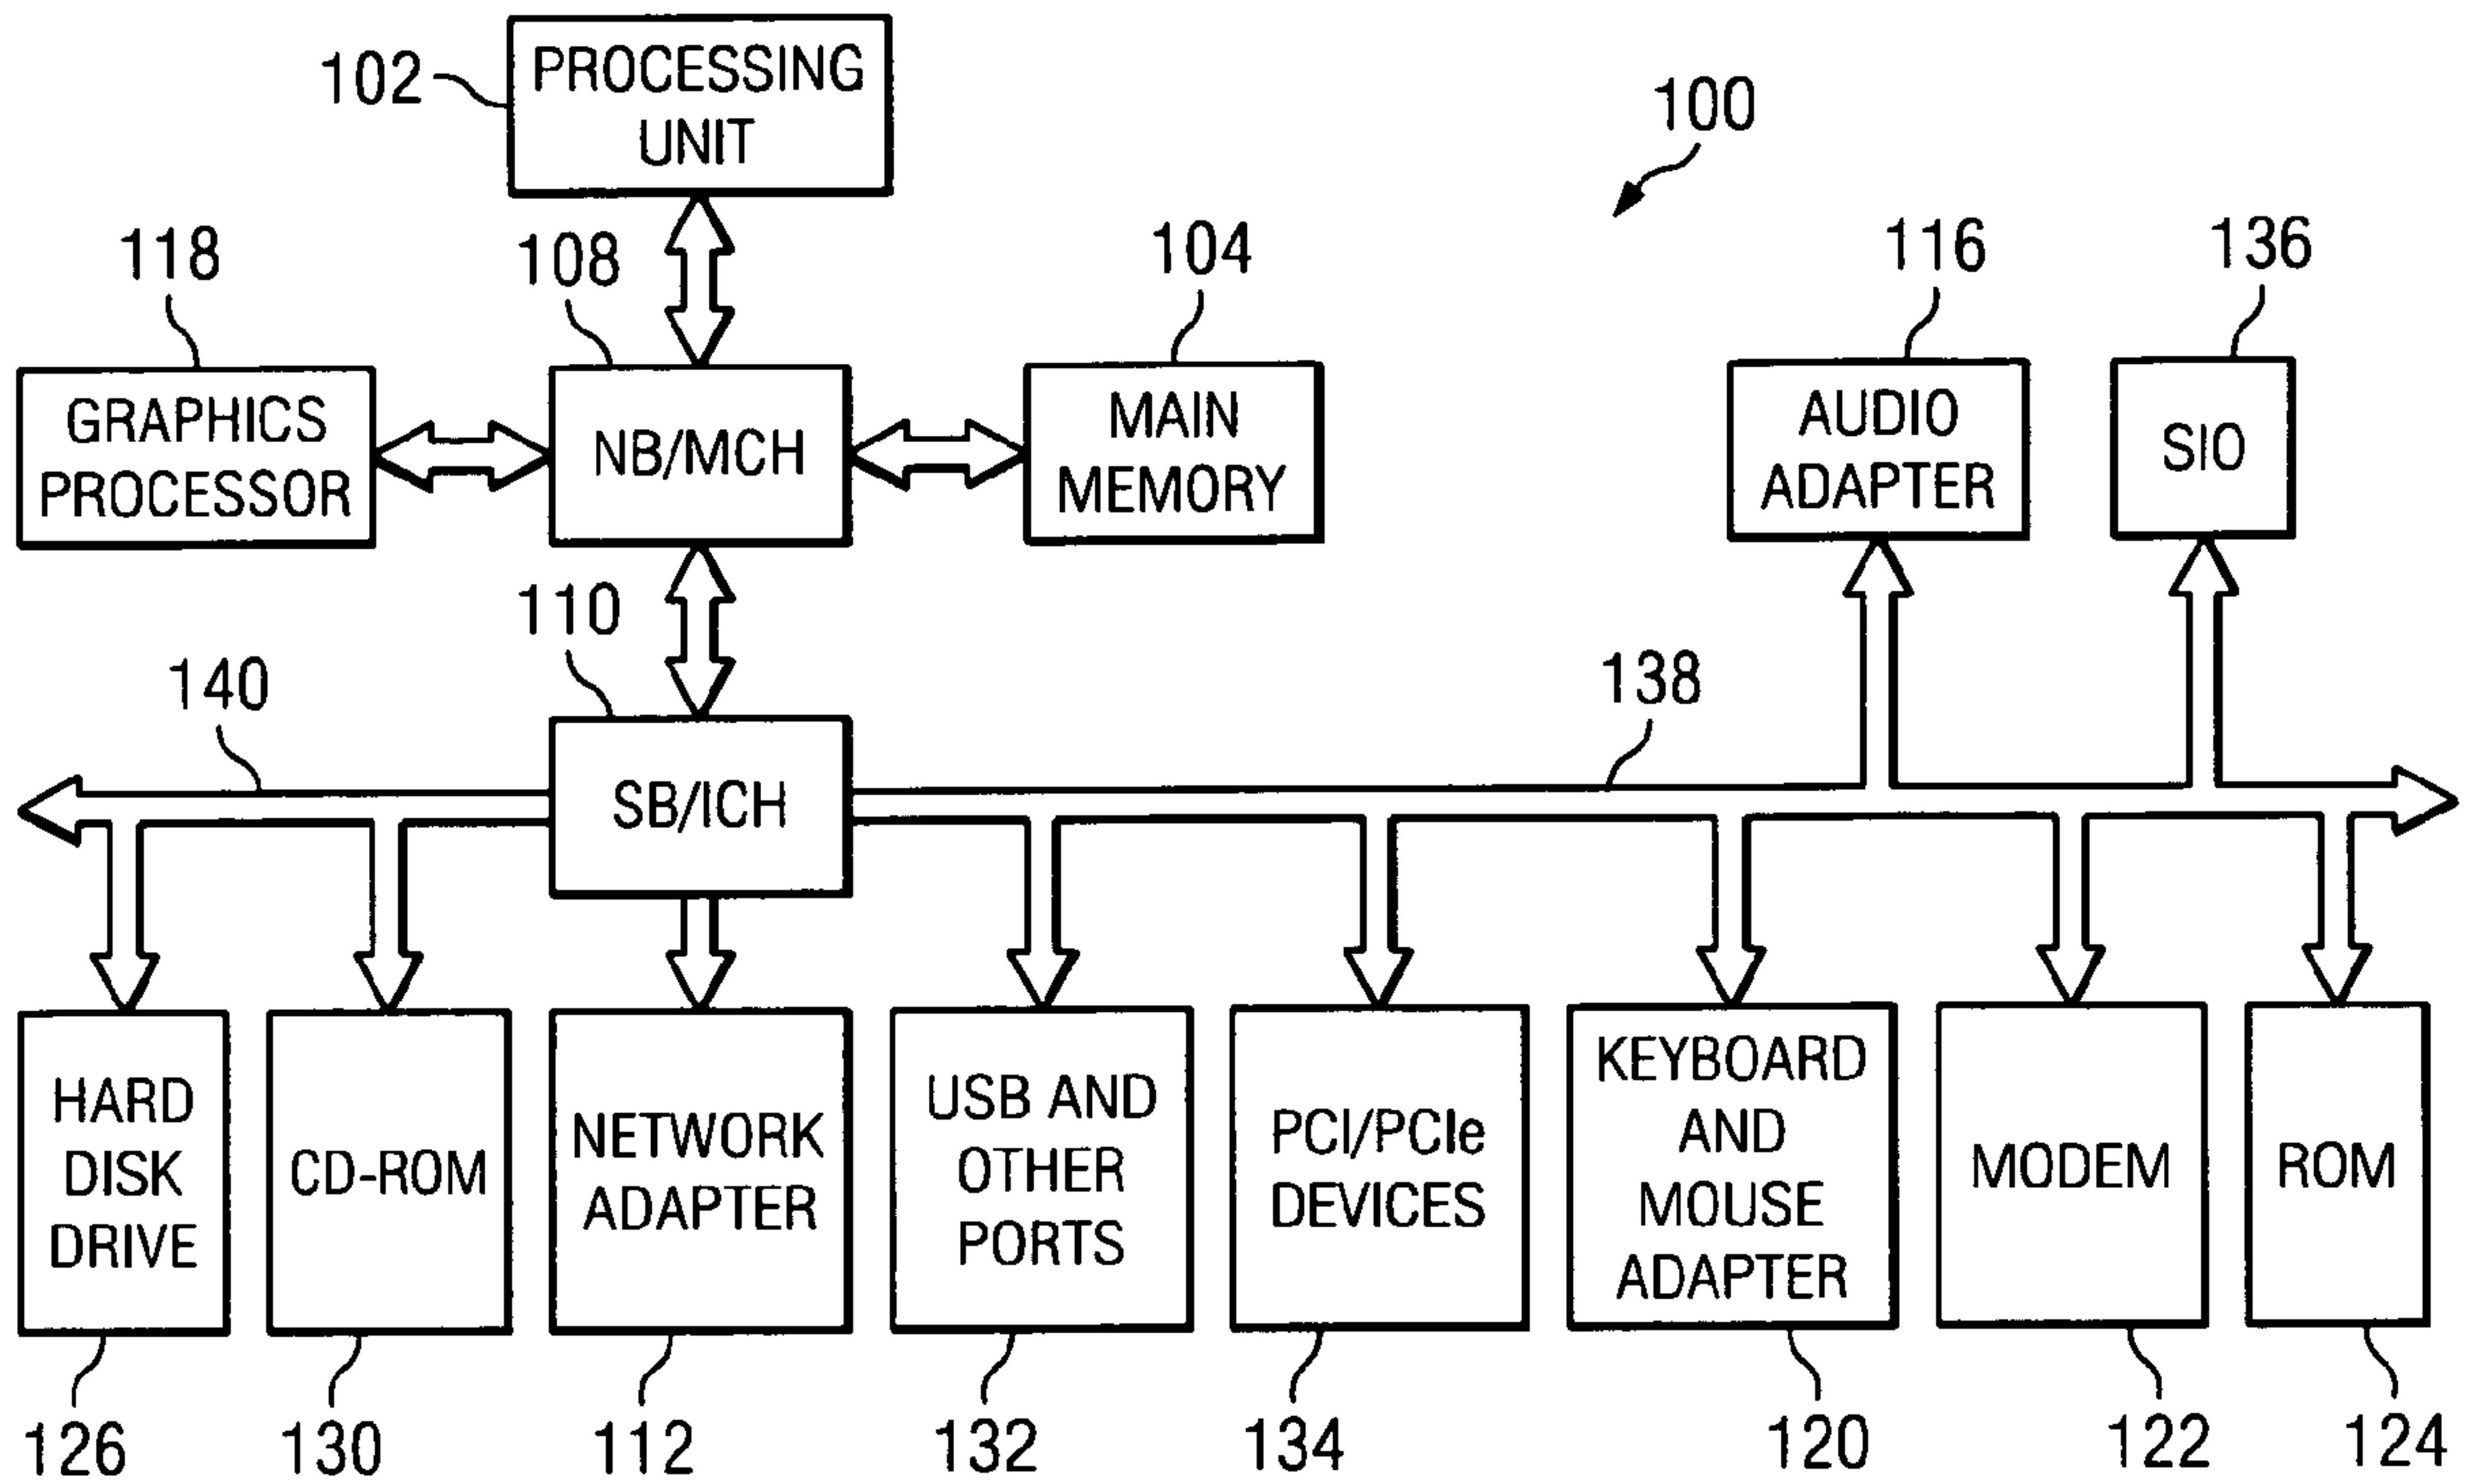 PROCESSING
UNIT
102
100
118
108
104
116
136
GRAPHICS
PROCESSOR
NB/MCH
MAIN
MEMORY
AUDIO
ADAPTER
SIO
110
140
138
SB/ICH
HARD
DISK
DRIVE
CD-ROM
NETWORK
ADAPTER
USB AND
OTHER
PORTS
PCI/PCIe
DEVICES
KEYBOARD
AND
MOUSE
ADAPTER
MODEM
ROM
126
130
112
132
134
120
122
124